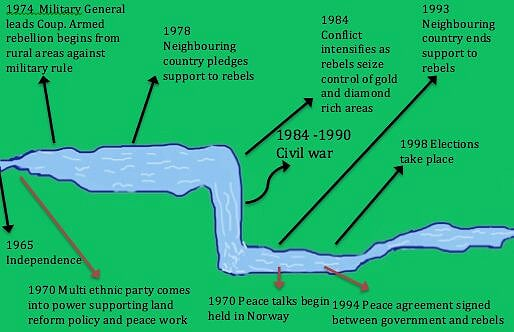 1974 Military General
leads Coup. Armed
rebellion begins from
rural areas against
military rule
1978
Neighbouring
country pledges
support to rebels
1984
Conflict
intensifies as
rebels seize
control of gold
and diamond
rich areas
1993
Neighbouring
country ends
support to
rebels
1984 -1990
Civil war
1998 Elections
take place
1965
Independence
1970 Multi ethnic party comes
into power supporting land
reform policy and peace work
1970 Peace talks begin
held in Norway
1994 Peace agreement signed
between government and rebels